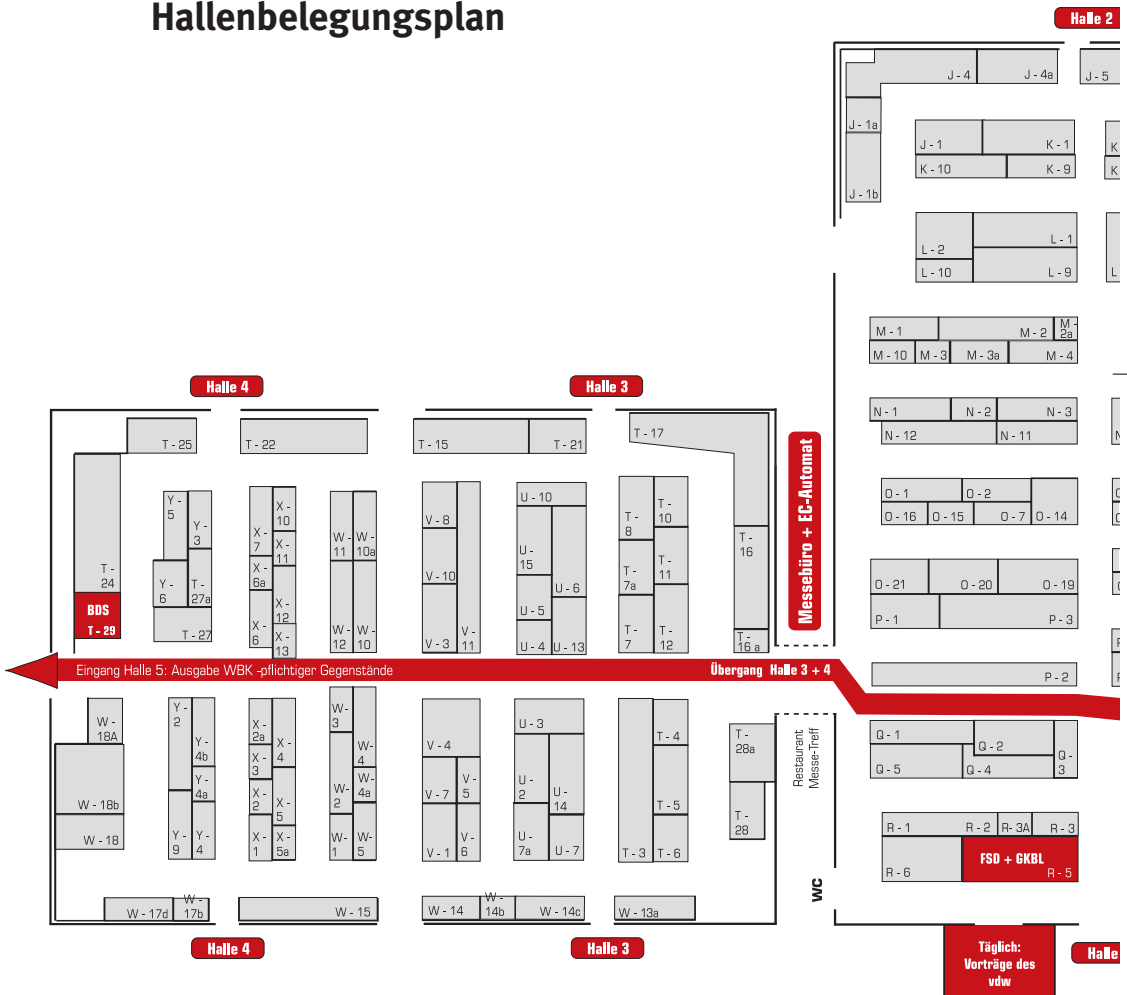 Hallenbelegungsplan
Halle 2
J - 4
J - 4a
J - 5
J - 1a
J - 1
K - 1
K
K - 10
K - 9
K
J - 1b
L - 2
L - 1
L - 10
L - 9
L
M - 1
M - 2
M -
2a
M - 10
M - 3
M - 3a
M - 4
Halle 4
Halle 3
N - 1
N - 2
N - 3
N - 12
N - 11
N
T - 25
T - 22
T - 15
T - 21
T - 17
Messebüro + EC-Automat
O - 1
O - 2
O - 16
O - 15
O - 7
O - 14
Y -
5
Y -
3
X -
10
X -
7
X -
11
X -
6a
W -
11
W -
10a
V - 8
U - 10
T -
8
T -
10
T -
16
U -
15
V - 10
U - 6
T -
7a
T -
11
T -
24
Y -
6
T -
27a
X -
12
U - 5
O - 21
O - 20
O - 19
P - 1
P - 3
BDS
T - 29
T - 27
X -
6
X -
13
W -
12
W -
10
V - 3
V -
11
U - 4
U - 13
T -
7
T -
12
T -
16 a
Eingang Halle 5: Ausgabe WBK -pflichtiger Gegenstände
Übergang Halle 3 + 4
P - 2
W -
18A
Y -
2
Y -
4b
X -
2a
X -
4
W -
3
W -
4
V - 4
U - 3
T - 4
T -
28a
Restaurant
Messe-Treff
Q - 1
Q - 2
Q -
3
Q - 5
Q - 4
X -
3
Y -
4a
W - 18b
X -
2
X -
5
W -
2
W -
4a
V - 7
V -
5
U -
2
U -
14
T - 5
T -
28
W - 18
Y -
9
Y -
4
X -
1
X -
5a
W -
1
W -
5
V - 1
V -
6
U -
7a
U - 7
T - 3
T - 6
R - 1
R - 2
R- 3A
R - 3
R - 6
FSD + GKBL
R - 5
WC
W - 17d
W -
17b
W - 15
W - 14
W -
14b
W - 14c
W - 13a
Halle 4
Halle 3
Täglich:
Vorträge des
vdw
Halle